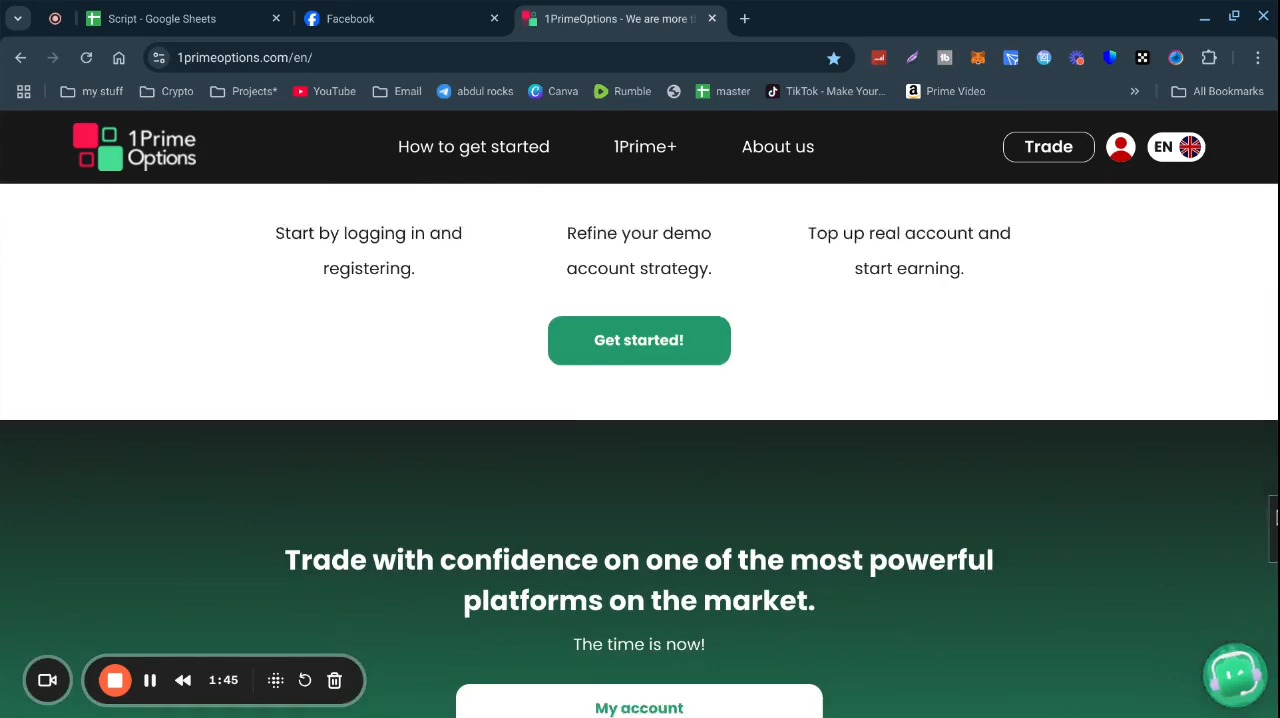 Script - Google Sheets
Facebook
1PrimeOptions - We are more t
1primeoptions.com/en/
my stuff
Crypto
Projects*
YouTube
Email
abdul rocks
Canva
Rumble
master
TikTok - Make Your...
Prime Video
All Bookmarks
1Prime
Options
How to get started
1Prime+
About us
Trade
EN
Start by logging in and
registering.
Refine your demo
account strategy.
Top up real account and
start earning.
Get started!
Trade with confidence on one of the most powerful
platforms on the market.
The time is now!
1:45
My account